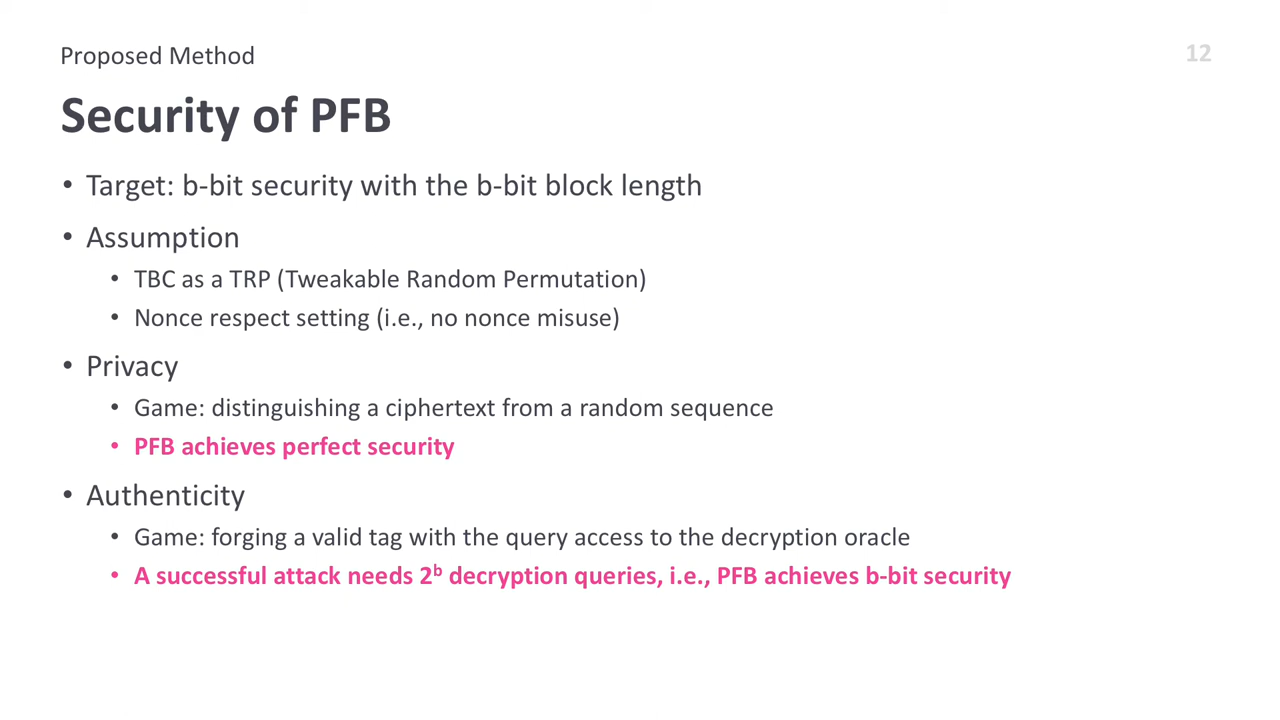 Proposed Method
12
Security of PFB
• Target: b-bit security with the b-bit block length
• Assumption
• TBC as a TRP (Tweakable Random Permutation)
• Nonce respect setting (i.e., no nonce misuse)
• Privacy
• Game: distinguishing a ciphertext from a random sequence
• PFB achieves perfect security
• Authenticity
• Game: forging a valid tag with the query access to the decryption oracle
• A successful attack needs 2ᵇ decryption queries, i.e., PFB achieves b-bit security